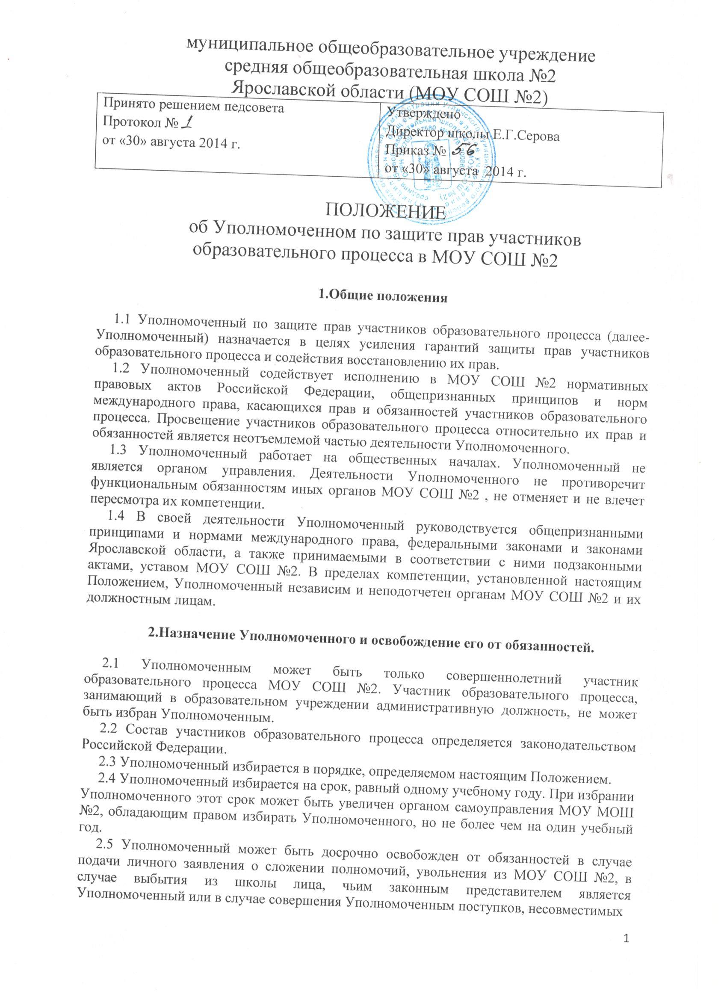 муниципальное общеобразовательное учреждение
средняя общеобразовательная школа №2
Ярославской области (МОУ СОШ №2)
Принято решением педсовета
Протокол № 1
от «30» августа 2014 г.
Утверждено
Директор школы Е.Г.Серова
Приказ № 56
от «30» августа 2014 г.
ПОЛОЖЕНИЕ
об Уполномоченном по защите прав участников
образовательного процесса в МОУ СОШ №2
1.Общие положения
1.1 Уполномоченный по защите прав участников образовательного процесса (далее-
Уполномоченный) назначается в целях усиления гарантий защиты прав участников
образовательного процесса и содействия восстановлению их прав.
1.2 Уполномоченный содействует исполнению в МОУ СОШ №2 нормативных
правовых актов Российской Федерации, общепризнанных принципов и норм
международного права, касающихся прав и обязанностей участников образовательного
процесса. Просвещение участников образовательного процесса относительно их прав и
обязанностей является неотъемлемой частью деятельности Уполномоченного.
1.3 Уполномоченный работает на общественных началах. Уполномоченный не
является органом управления. Деятельности Уполномоченного не противоречит
функциональным обязанностям иных органов МОУ СОШ №2 , не отменяет и не влечет
пересмотра их компетенции.
1.4 В своей деятельности Уполномоченный руководствуется общепризнанными
принципами и нормами международного права, федеральными законами и законами
Ярославской области, а также принимаемыми в соответствии с ними подзаконными
актами, уставом МОУ СОШ №2. В пределах компетенции, установленной настоящим
Положением, Уполномоченный независим и неподотчетен органам МОУ СОШ №2 и их
должностным лицам.
2.Назначение Уполномоченного и освобождение его от обязанностей.
2.1 Уполномоченным может быть только совершеннолетний участник
образовательного процесса МОУ СОШ №2. Участник образовательного процесса,
занимающий в образовательном учреждении административную должность, не может
быть избран Уполномоченным.
2.2 Состав участников образовательного процесса определяется законодательством
Российской Федерации.
2.3 Уполномоченный избирается в порядке, определяемом настоящим Положением.
2.4 Уполномоченный избирается на срок, равный одному учебному году. При избрании
Уполномоченного этот срок может быть увеличен органом самоуправления МОУ МОШ
№2, обладающим правом избирать Уполномоченного, но не более чем на один учебный
год.
2.5 Уполномоченный может быть досрочно освобожден от обязанностей в случае
подачи личного заявления о сложении полномочий, увольнения из МОУ СОШ №2, в
случае выбытия из школы лица, чьим законным представителем является
Уполномоченный или в случае совершения Уполномоченным поступков, несовместимых
1